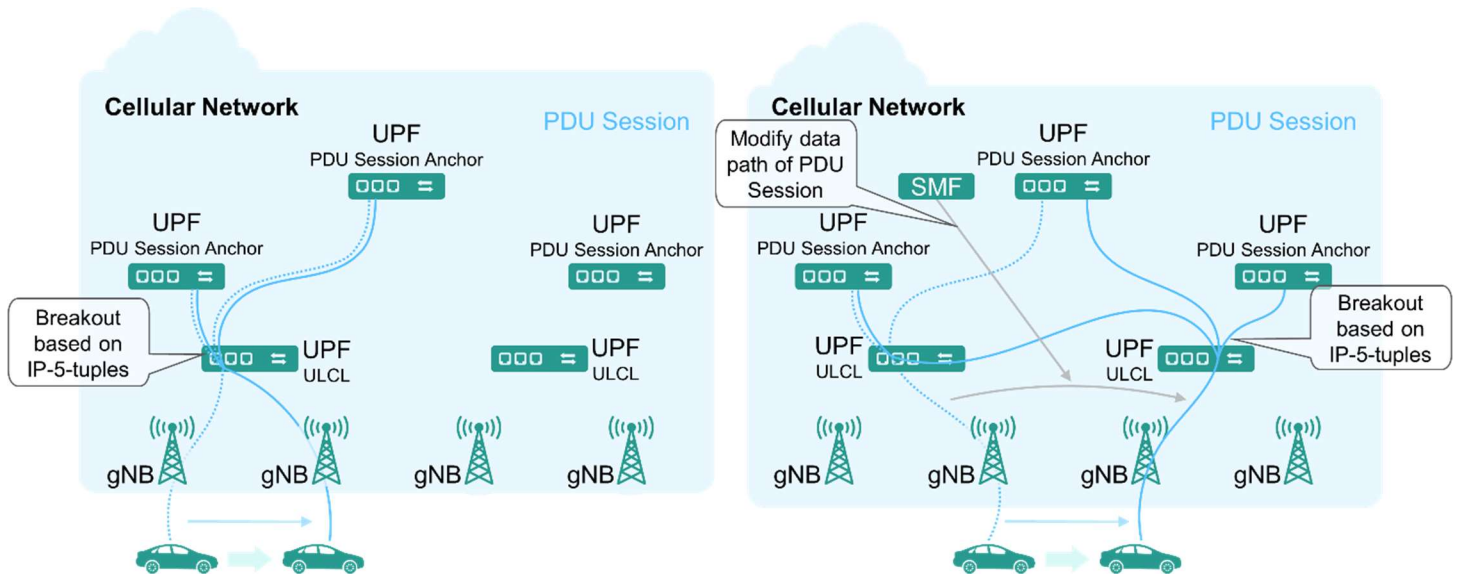 Cellular Network
PDU Session
UPF
PDU Session Anchor
UPF
PDU Session Anchor
UPF
PDU Session Anchor
Breakout
based on
IP-5-tuples
UPF
ULCL
UPF
ULCL
gNB
gNB
gNB
gNB
Cellular Network
PDU Session
Modify data
path of PDU
Session
SMF
UPF
PDU Session Anchor
UPF
PDU Session Anchor
UPF
PDU Session Anchor
UPF
ULCL
UPF
ULCL
Breakout
based on
IP-5-tuples
gNB
gNB
gNB
gNB